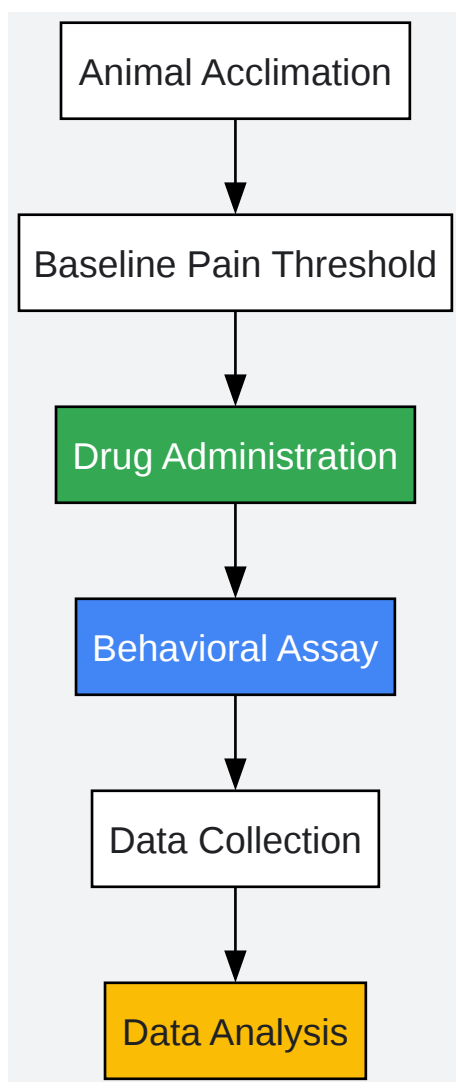 Animal Acclimation
Baseline Pain Threshold
Drug Administration
Behavioral Assay
Data Collection
Data Analysis